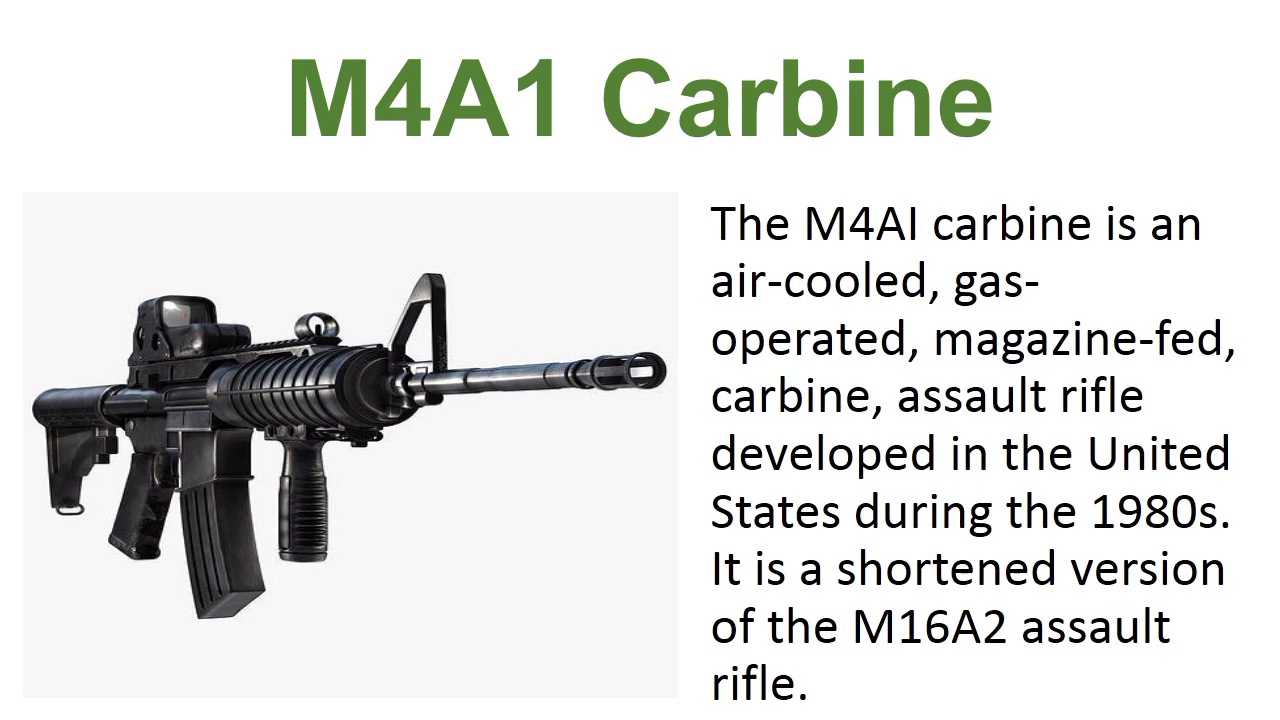 M4A1 Carbine
The M4AI carbine is an
air-cooled, gas-
operated, magazine-fed,
carbine, assault rifle
developed in the United
States during the 1980s.
It is a shortened version
of the M16A2 assault
rifle.